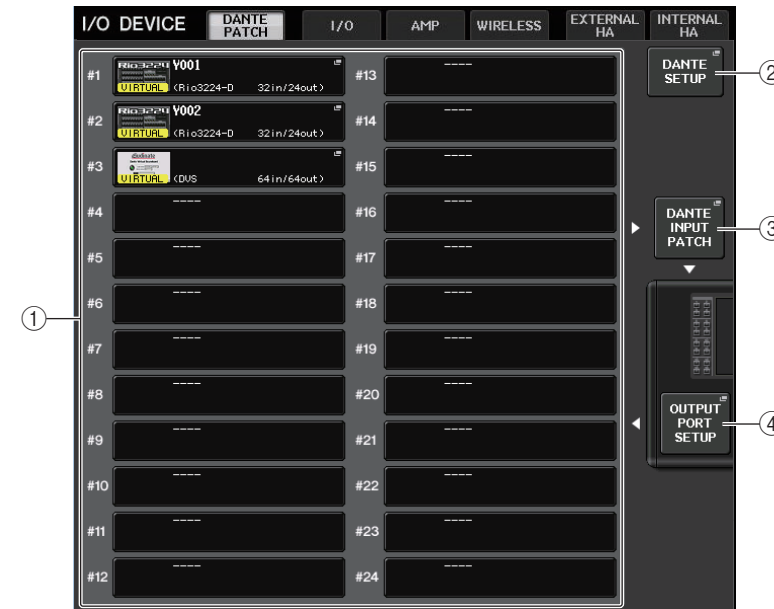 I/O DEVICE
DANTE PATCH
I/O
AMP
WIRELESS
EXTERNAL HA
INTERNAL HA
#1 Rio3224 Y001
VIRTUAL (Rio3224-D 32in/24out)
#2 Rio3224 Y002
VIRTUAL (Rio3224-D 32in/24out)
#3 Audinate
VIRTUAL (DVS 64in/64out)
#4 ----
#5 ----
#6 ----
#7 ----
#8 ----
#9 ----
#10 ----
#11 ----
#12 ----
#13 ----
#14 ----
#15 ----
#16 ----
#17 ----
#18 ----
#19 ----
#20 ----
#21 ----
#22 ----
#23 ----
#24 ----
DANTE
SETUP
DANTE
INPUT
PATCH
OUTPUT
PORT
SETUP
①
②
③
④